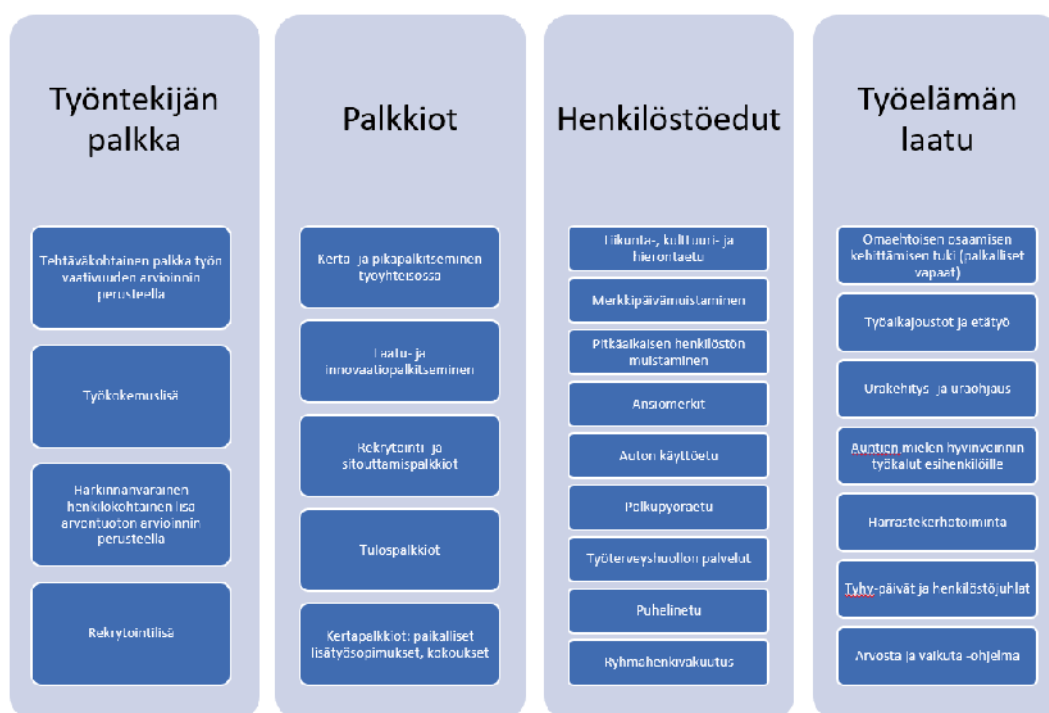 Työntekijän
palkka
Tehtäväkohtainen palkka työn
vaativuuden arvioinnin
perusteella
Työkokemuslisä
Harkinnanvarainen
henkilökohtainen lisä
arvontuoton arvioinnin
perusteella
Rekrytointilisä
Palkkiot
Kerta- ja pikapalkitseminen
työyhteisössä
Laatu- ja
innovaatiopalkitseminen
Rekrytointi- ja
sitouttamispalkkiot
Tulospalkkiot
Kertapalkkiot: paikalliset
lisätyösopimukset, kokoukset
Henkilöstöedut
Liikunta-, kulttuuri- ja
hierontaetu
Merkkipäivämuistaminen
Pitkäaikaisen henkilöstön
muistaminen
Ansiomerkit
Auton käyttöetu
Polkupyöräetu
Työterveyshuollon palvelut
Puhelinetu
Ryhmähenkivakuutus
Työelämän
laatu
Omaehtoisen osaamisen
kehittämisen tuki (palkalliset
vapaat)
Työaikajoustot ja etätyö
Urakehitys- ja uraohjaus
Auntien mielen hyvinvoinnin
työkalut esihenkilöille
Harrastekerhotoiminta
Tyhy-päivät ja henkilöstöjuhlat
Arvosta ja vaikuta -ohjelma